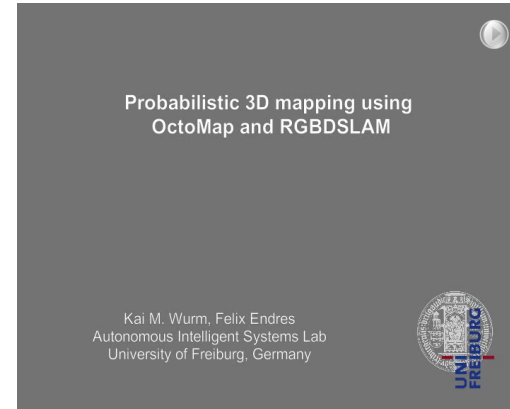 Probabilistic 3D mapping using
OctoMap and RGBDSLAM
Kai M. Wurm, Felix Endres
Autonomous Intelligent Systems Lab
University of Freiburg, Germany
UNI
FREIBURG